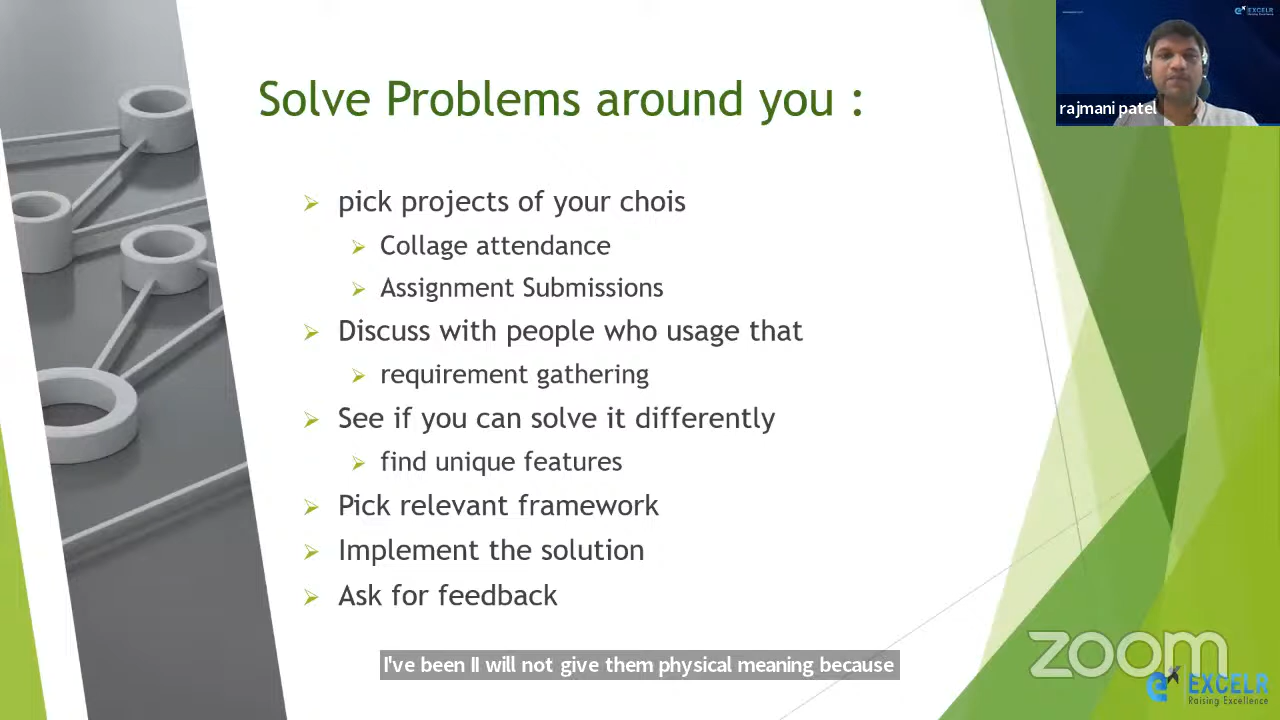 EXCELR
rajmani patel
Solve Problems around you :
pick projects of your chois
Collage attendance
Assignment Submissions
Discuss with people who usage that
requirement gathering
See if you can solve it differently
find unique features
Pick relevant framework
Implement the solution
Ask for feedback
I've been II will not give them physical meaning because
zoom
EXCELR
Raising Excellence